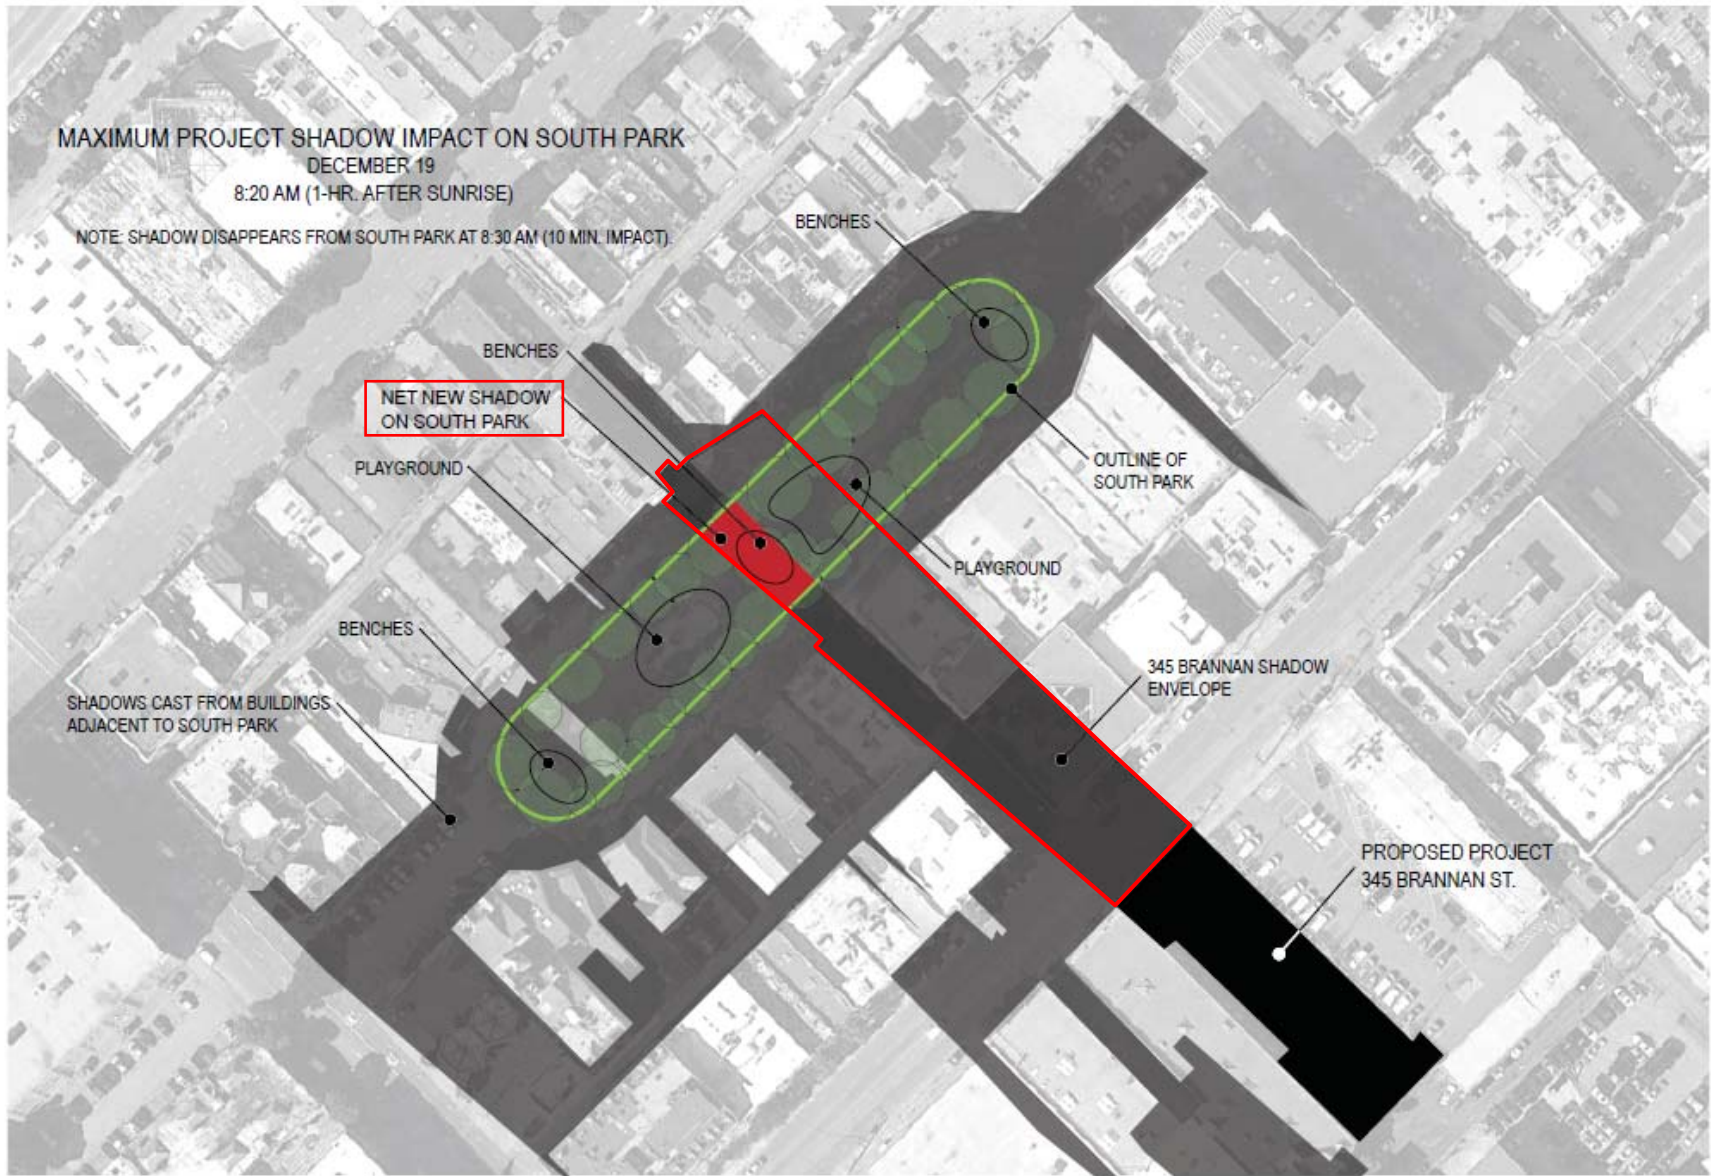 MAXIMUM PROJECT SHADOW IMPACT ON SOUTH PARK
DECEMBER 19
8:20 AM (1-HR. AFTER SUNRISE)
NOTE: SHADOW DISAPPEARS FROM SOUTH PARK AT 8:30 AM (10 MIN. IMPACT).
BENCHES
BENCHES
NET NEW SHADOW
ON SOUTH PARK
PLAYGROUND
OUTLINE OF
SOUTH PARK
PLAYGROUND
BENCHES
345 BRANNAN SHADOW
ENVELOPE
SHADOWS CAST FROM BUILDINGS
ADJACENT TO SOUTH PARK
PROPOSED PROJECT
345 BRANNAN ST.